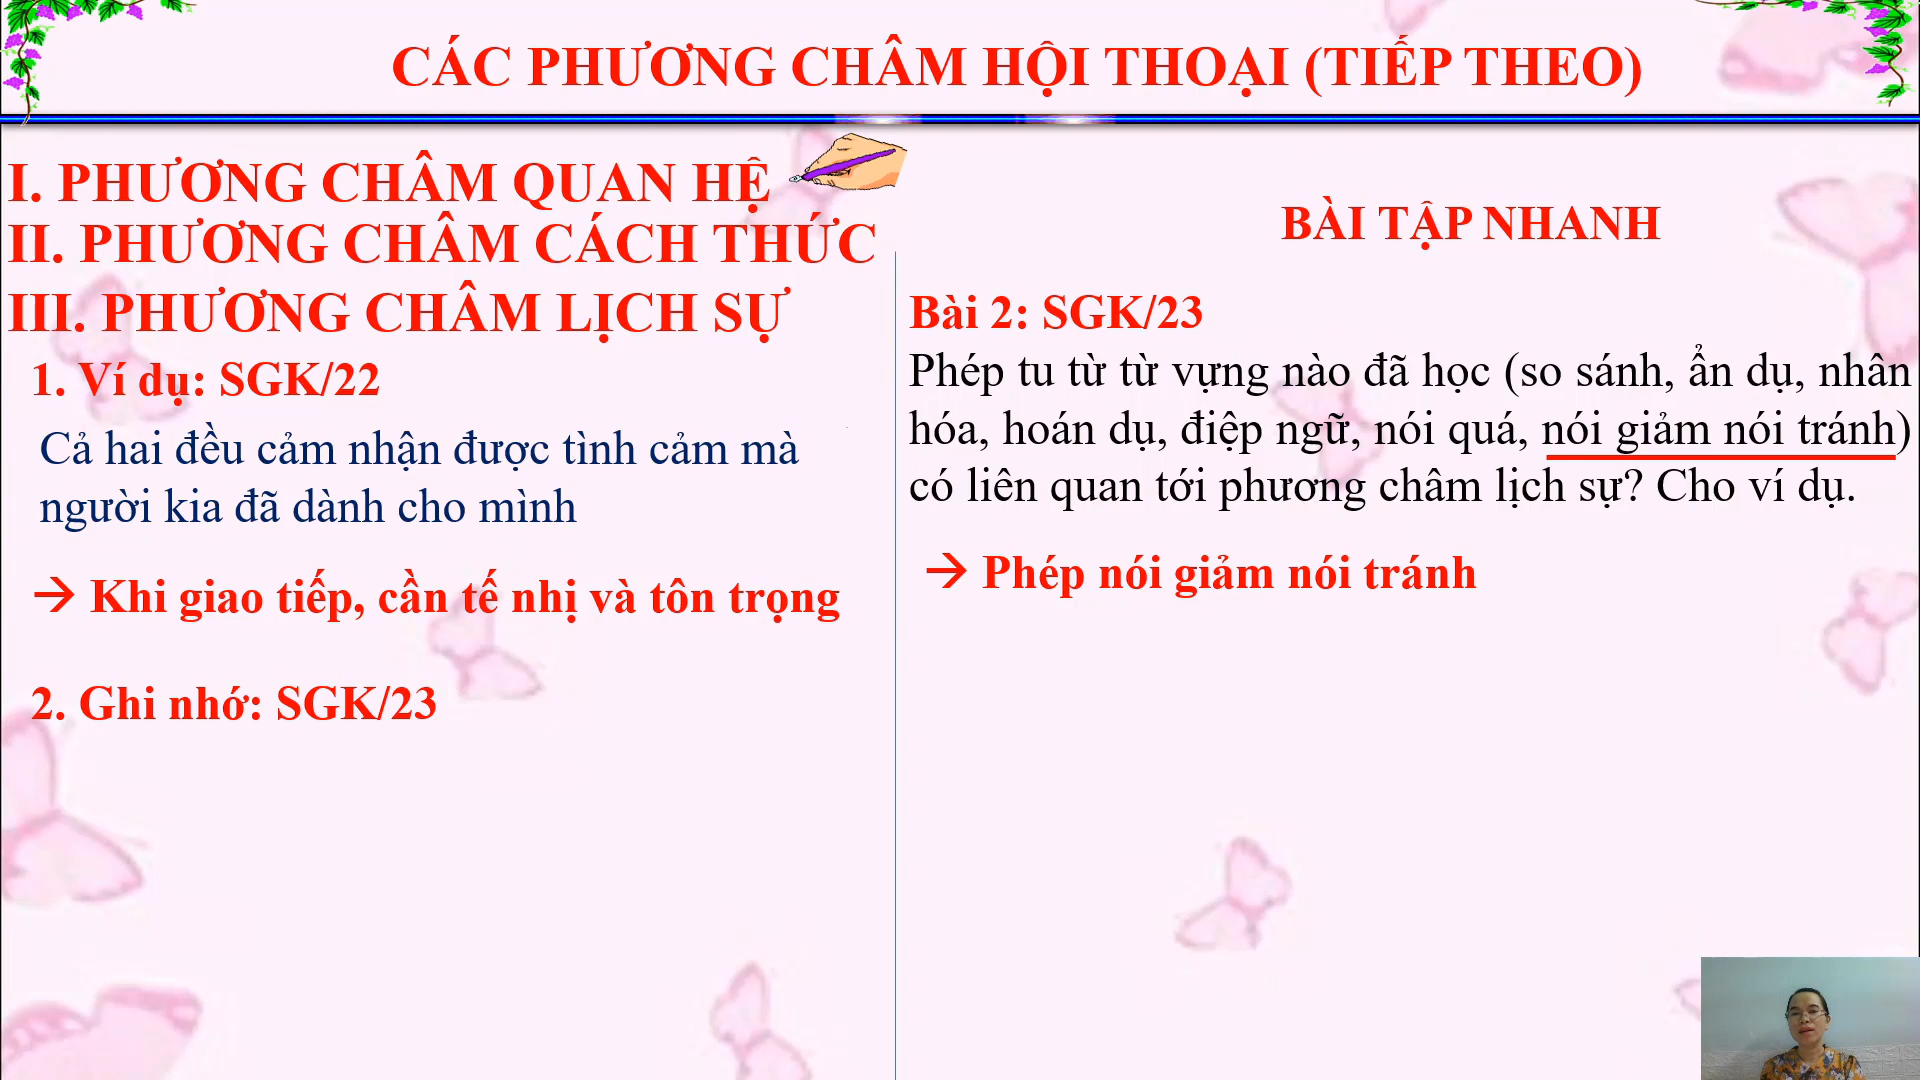 CÁC PHƯƠNG CHÂM HỘI THOẠI (TIẾP THEO)
I. PHƯƠNG CHÂM QUAN HỆ
II. PHƯƠNG CHÂM CÁCH THỨC
III. PHƯƠNG CHÂM LỊCH SỰ
1. Ví dụ: SGK/22
Cả hai đều cảm nhận được tình cảm mà
người kia đã dành cho mình
→ Khi giao tiếp, cần tế nhị và tôn trọng
2. Ghi nhớ: SGK/23
BÀI TẬP NHANH
Bài 2: SGK/23
Phép tu từ từ vựng nào đã học (so sánh, ẩn dụ, nhân
hóa, hoán dụ, điệp ngữ, nói quá, nói giảm nói tránh)
có liên quan tới phương châm lịch sự? Cho ví dụ.
→ Phép nói giảm nói tránh